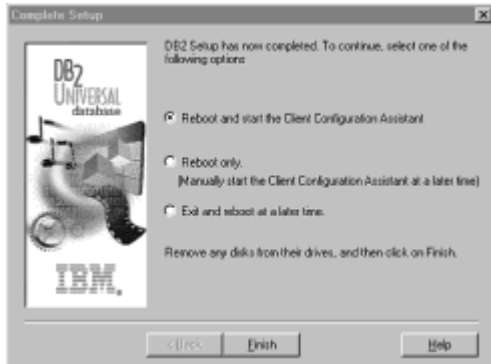 Complete Setup
DB2 Setup has now completed. To continue, select one of the
following options
DB2
UNIVERSAL
database
Reboot and start the Client Configuration Assistant
Reboot only.
(Manually start the Client Configuration Assistant at a later time)
Exit and reboot at a later time.
Remove any disks from their drives, and then click on Finish.
IBM.
< Back Finish Help